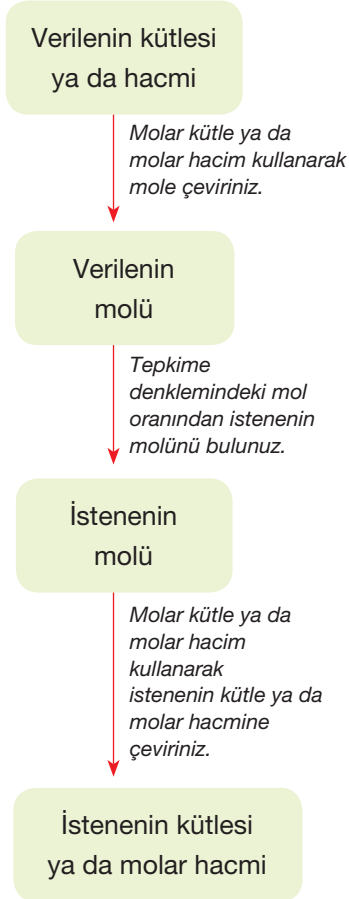 Verilenin kütlesi
ya da hacmi
Molar kütle ya da
molar hacim kullanarak
mole çeviriniz.
Verilenin
molü
Tepkime
denklemindeki mol
oranından istenenin
molünü bulunuz.
İstenenin
molü
Molar kütle ya da
molar hacim
kullanarak
istenenin kütle ya da
molar hacmine
çeviriniz.
İstenenin kütlesi
ya da molar hacmi